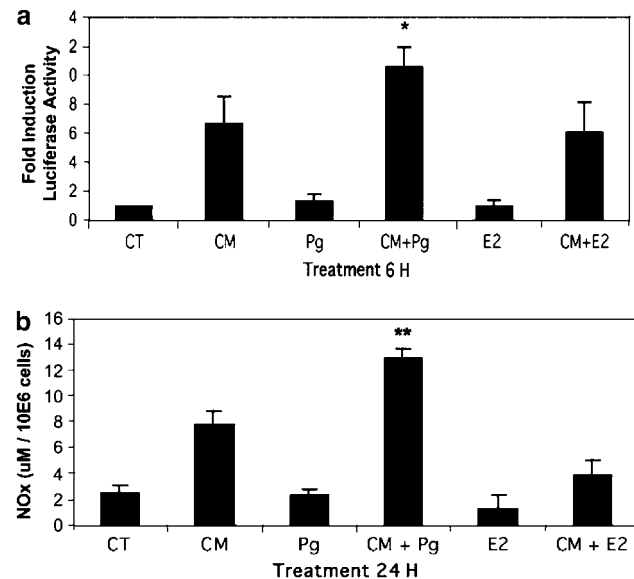 a
Fold Induction
Luciferase Activity
4
2
0
8
6
4
2
0
*
CT CM Pg CM+Pg E2 CM+E2
Treatment 6 H
b
NOx (uM / 10E6 cells)
16
14
12
10
8
6
4
2
0
**
CT CM Pg CM + Pg E2 CM + E2
Treatment 24 H